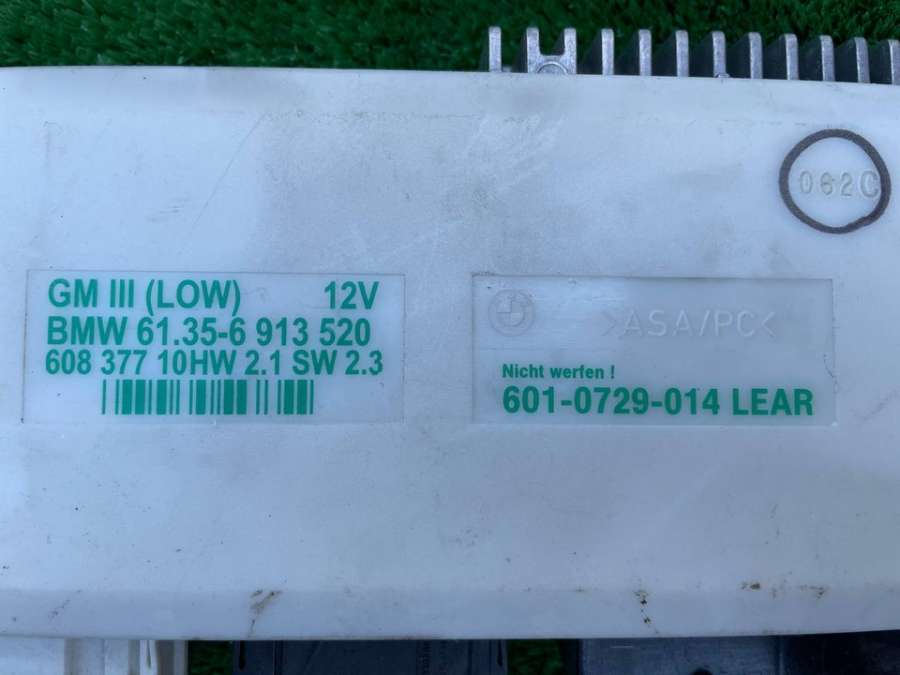 062C
GM III (LOW) 12V
BMW 61.35-6 913 520
608 377 10HW 2.1 SW 2.3
>ASA/PC<
Nicht werfen !
601-0729-014 LEAR